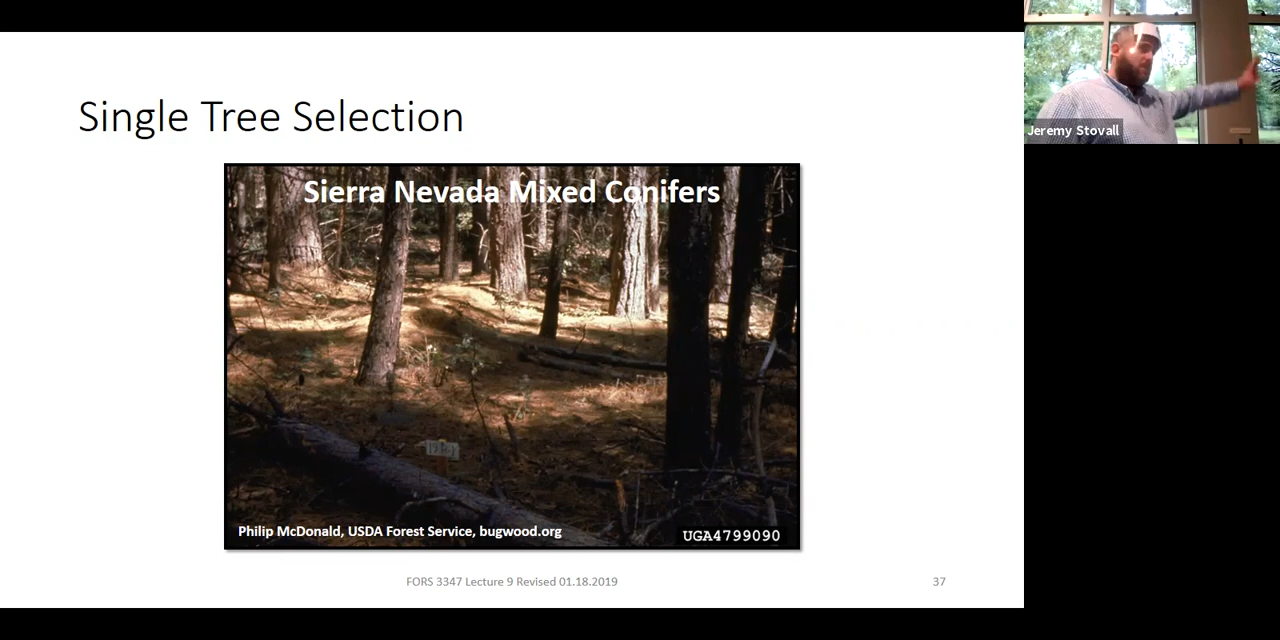 Single Tree Selection
Sierra Nevada Mixed Conifers
Philip McDonald, USDA Forest Service, bugwood.org
UGA4799090
FORS 3347 Lecture 9 Revised 01.18.2019
37
Jeremy Stovall